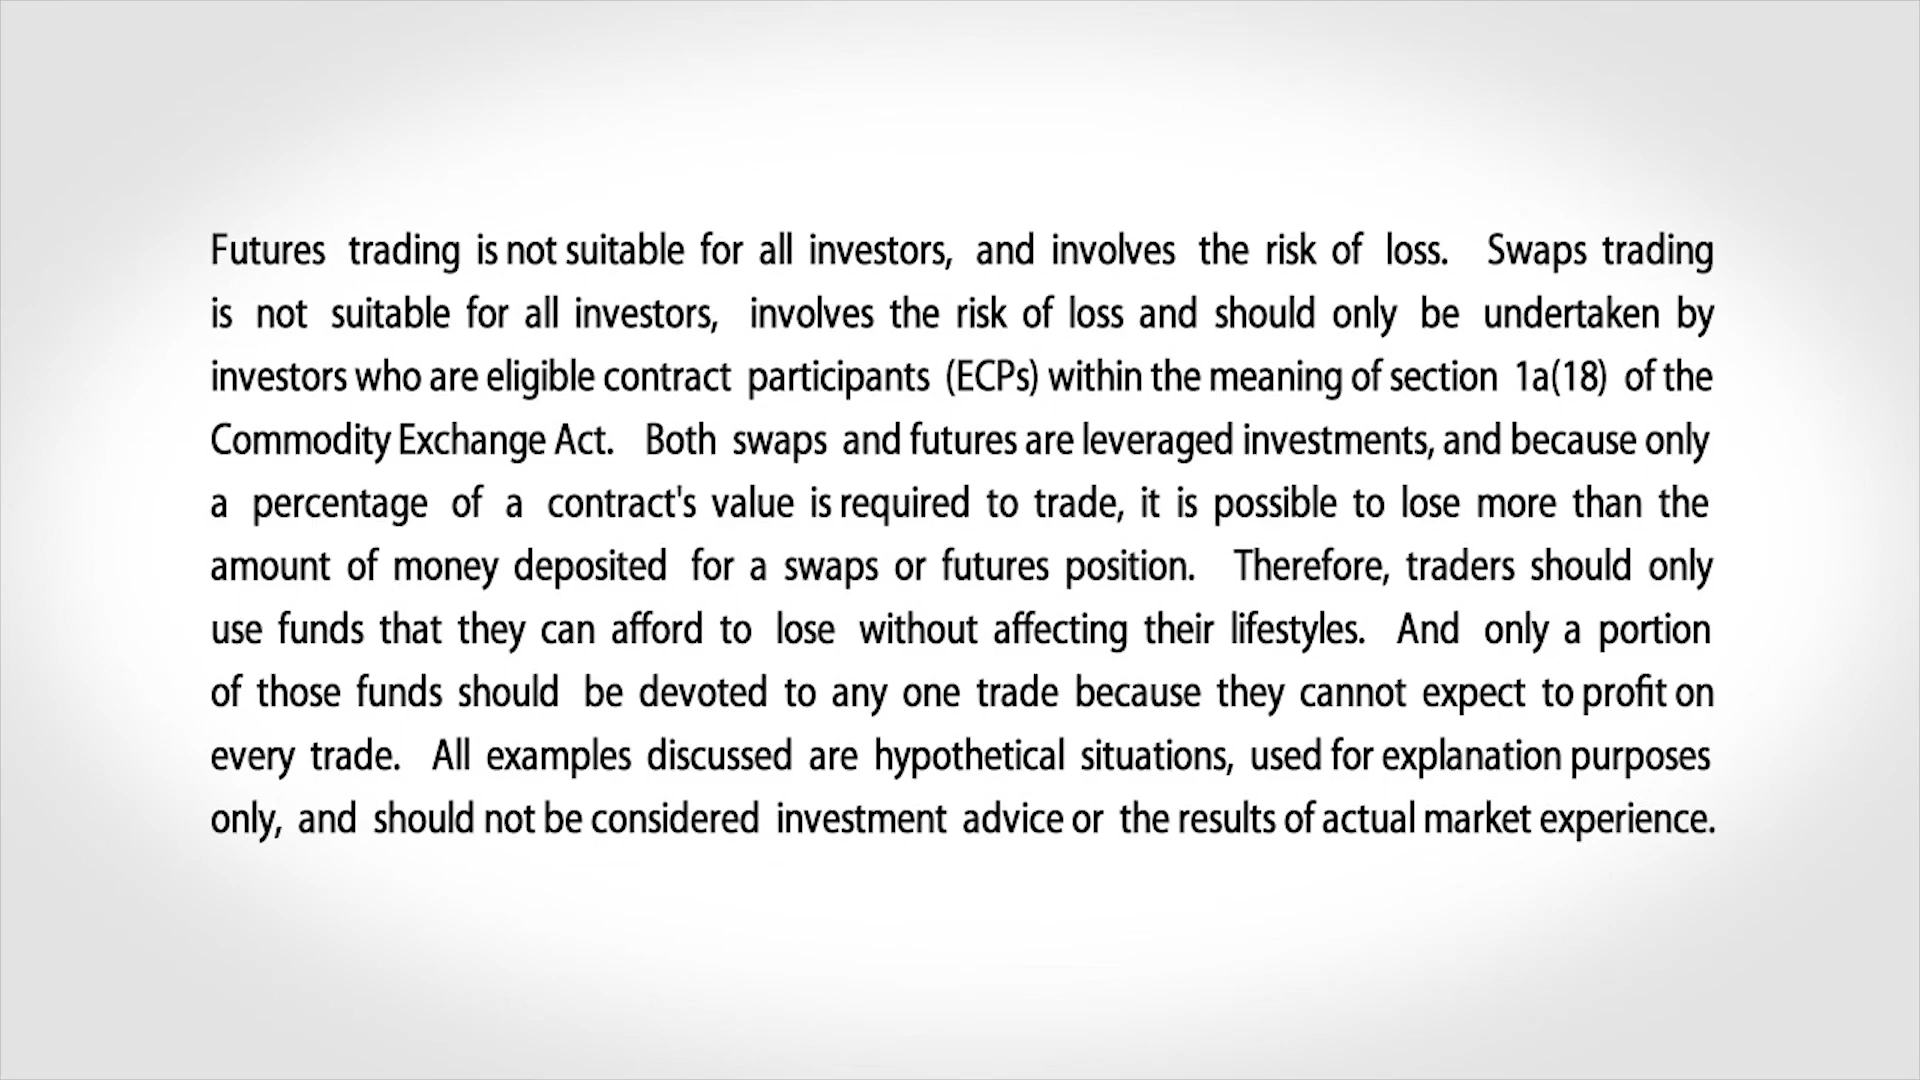 Futures trading is not suitable for all investors, and involves the risk of loss. Swaps trading
is not suitable for all investors, involves the risk of loss and should only be undertaken by
investors who are eligible contract participants (ECPs) within the meaning of section 1a(18) of the
Commodity Exchange Act. Both swaps and futures are leveraged investments, and because only
a percentage of a contract's value is required to trade, it is possible to lose more than the
amount of money deposited for a swaps or futures position. Therefore, traders should only
use funds that they can afford to lose without affecting their lifestyles. And only a portion
of those funds should be devoted to any one trade because they cannot expect to profit on
every trade. All examples discussed are hypothetical situations, used for explanation purposes
only, and should not be considered investment advice or the results of actual market experience.